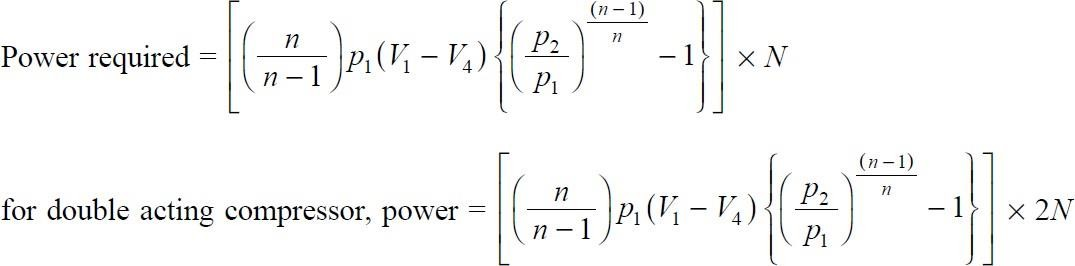 Power required = [(n/(n − 1)) p₁(V₁ − V₄) {(p₂/p₁)^((n−1)/n) − 1}] × N
for double acting compressor, power = [(n/(n − 1)) p₁(V₁ − V₄) {(p₂/p₁)^((n−1)/n) − 1}] × 2N